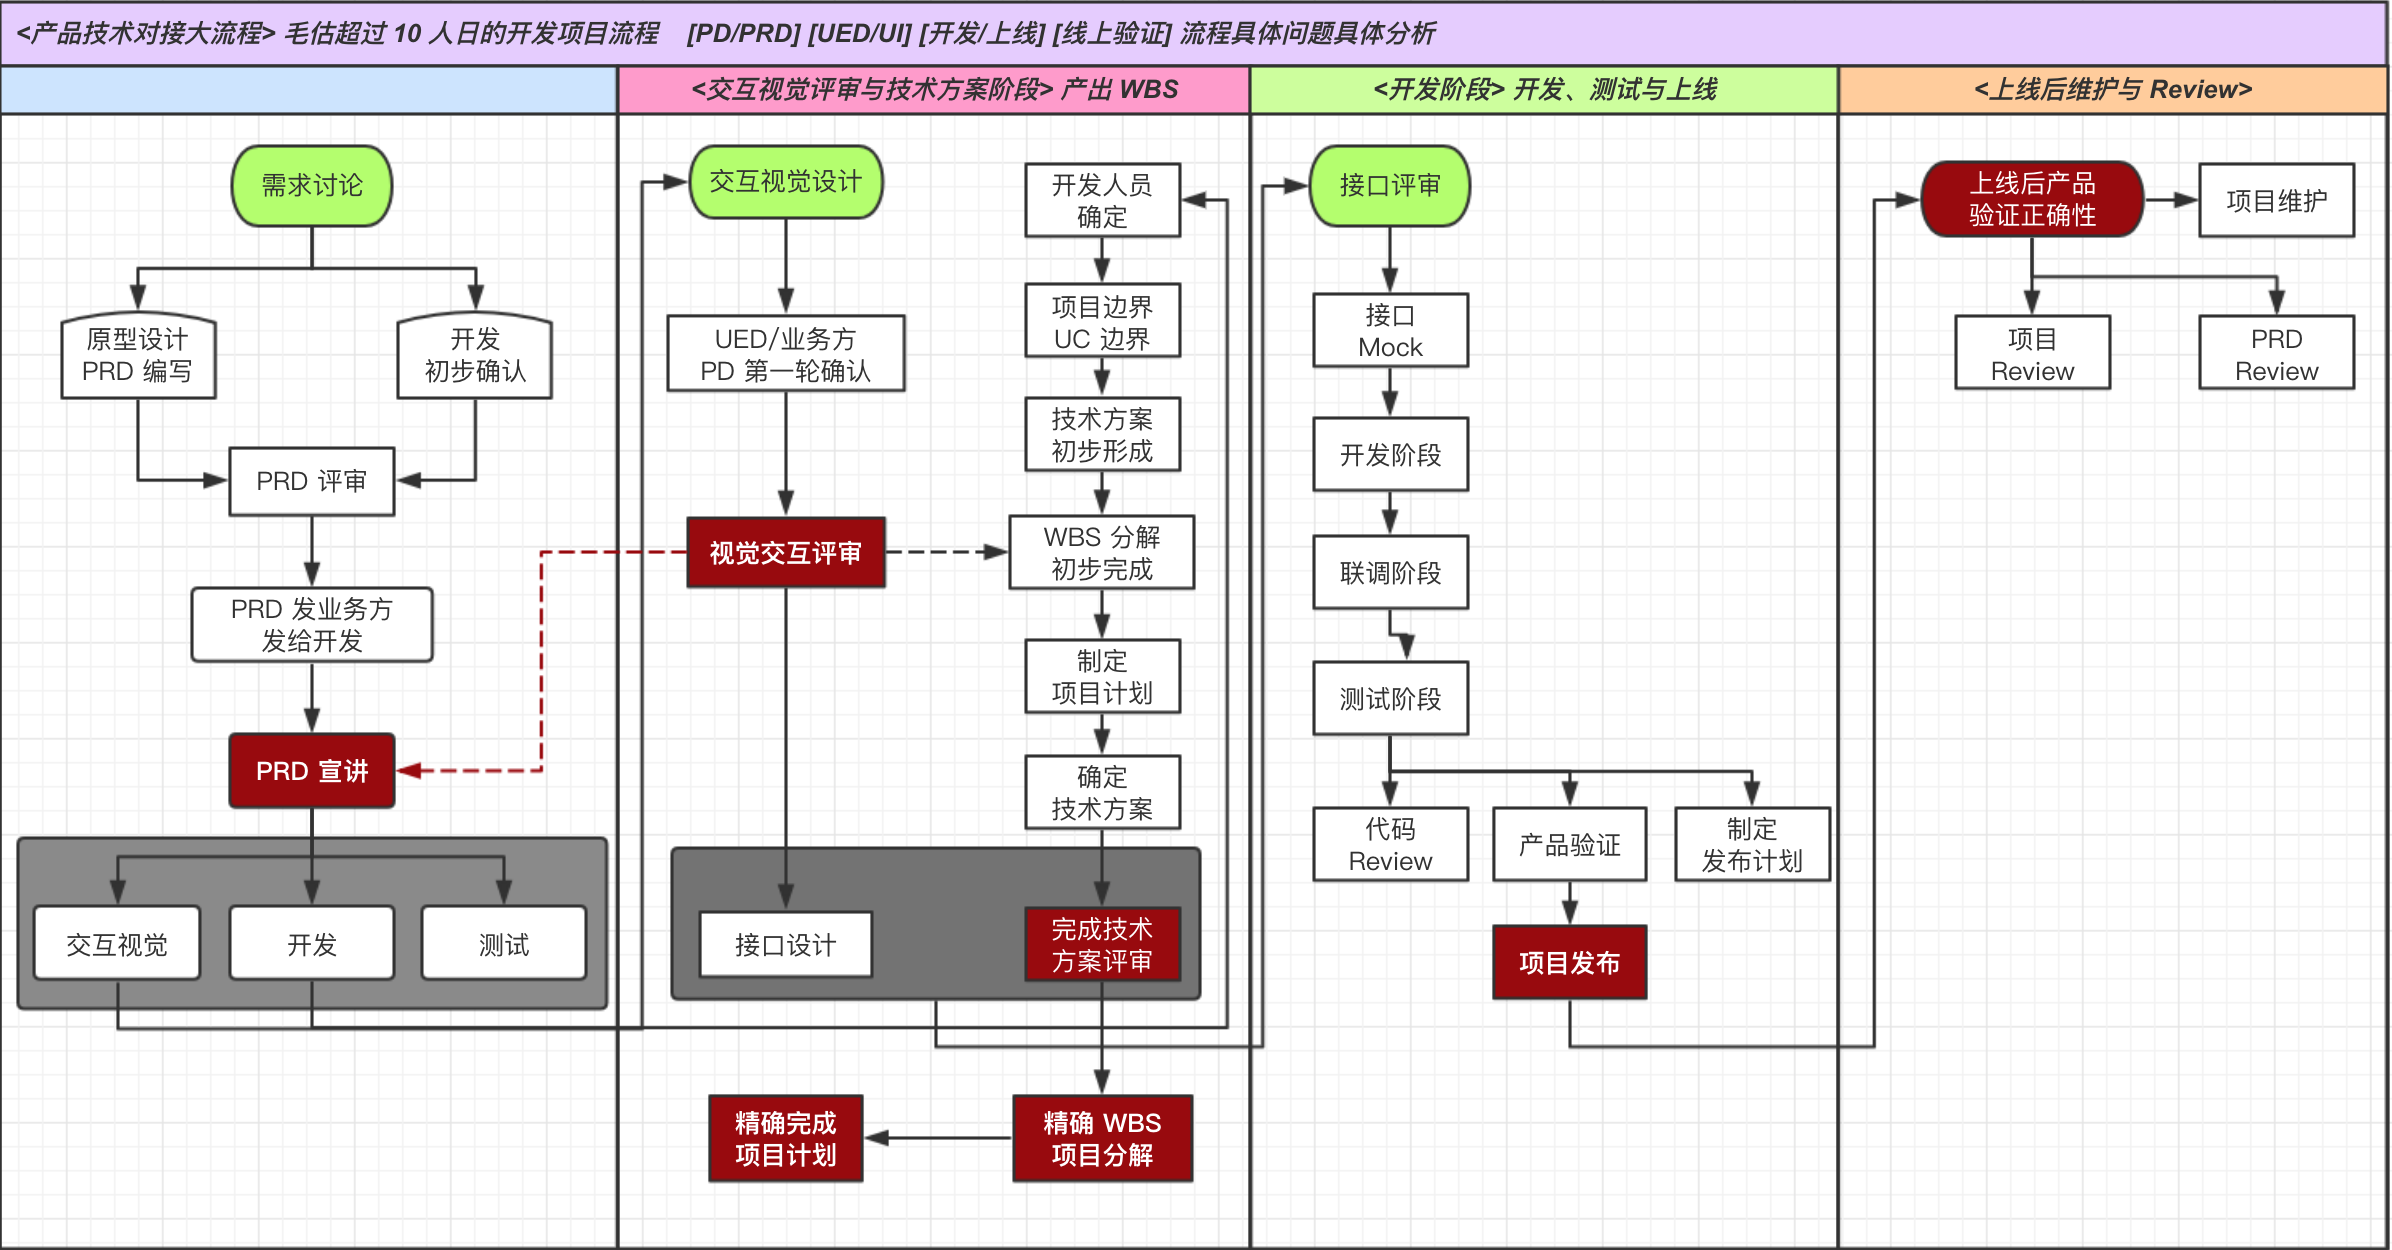 <产品技术对接大流程> 毛估超过 10 人日的开发项目流程 [PD/PRD] [UED/UI] [开发/上线] [线上验证] 流程具体问题具体分析
<交互视觉评审与技术方案阶段> 产出 WBS
<开发阶段> 开发、测试与上线
<上线后维护与 Review>
需求讨论
原型设计
PRD 编写
开发
初步确认
PRD 评审
PRD 发业务方
发给开发
PRD 宣讲
交互视觉
开发
测试
交互视觉设计
UED/业务方
PD 第一轮确认
视觉交互评审
接口设计
开发人员
确定
项目边界
UC 边界
技术方案
初步形成
WBS 分解
初步完成
制定
项目计划
确定
技术方案
完成技术
方案评审
精确 WBS
项目分解
精确完成
项目计划
接口评审
接口
Mock
开发阶段
联调阶段
测试阶段
代码
Review
产品验证
制定
发布计划
项目发布
上线后产品
验证正确性
项目维护
项目
Review
PRD
Review